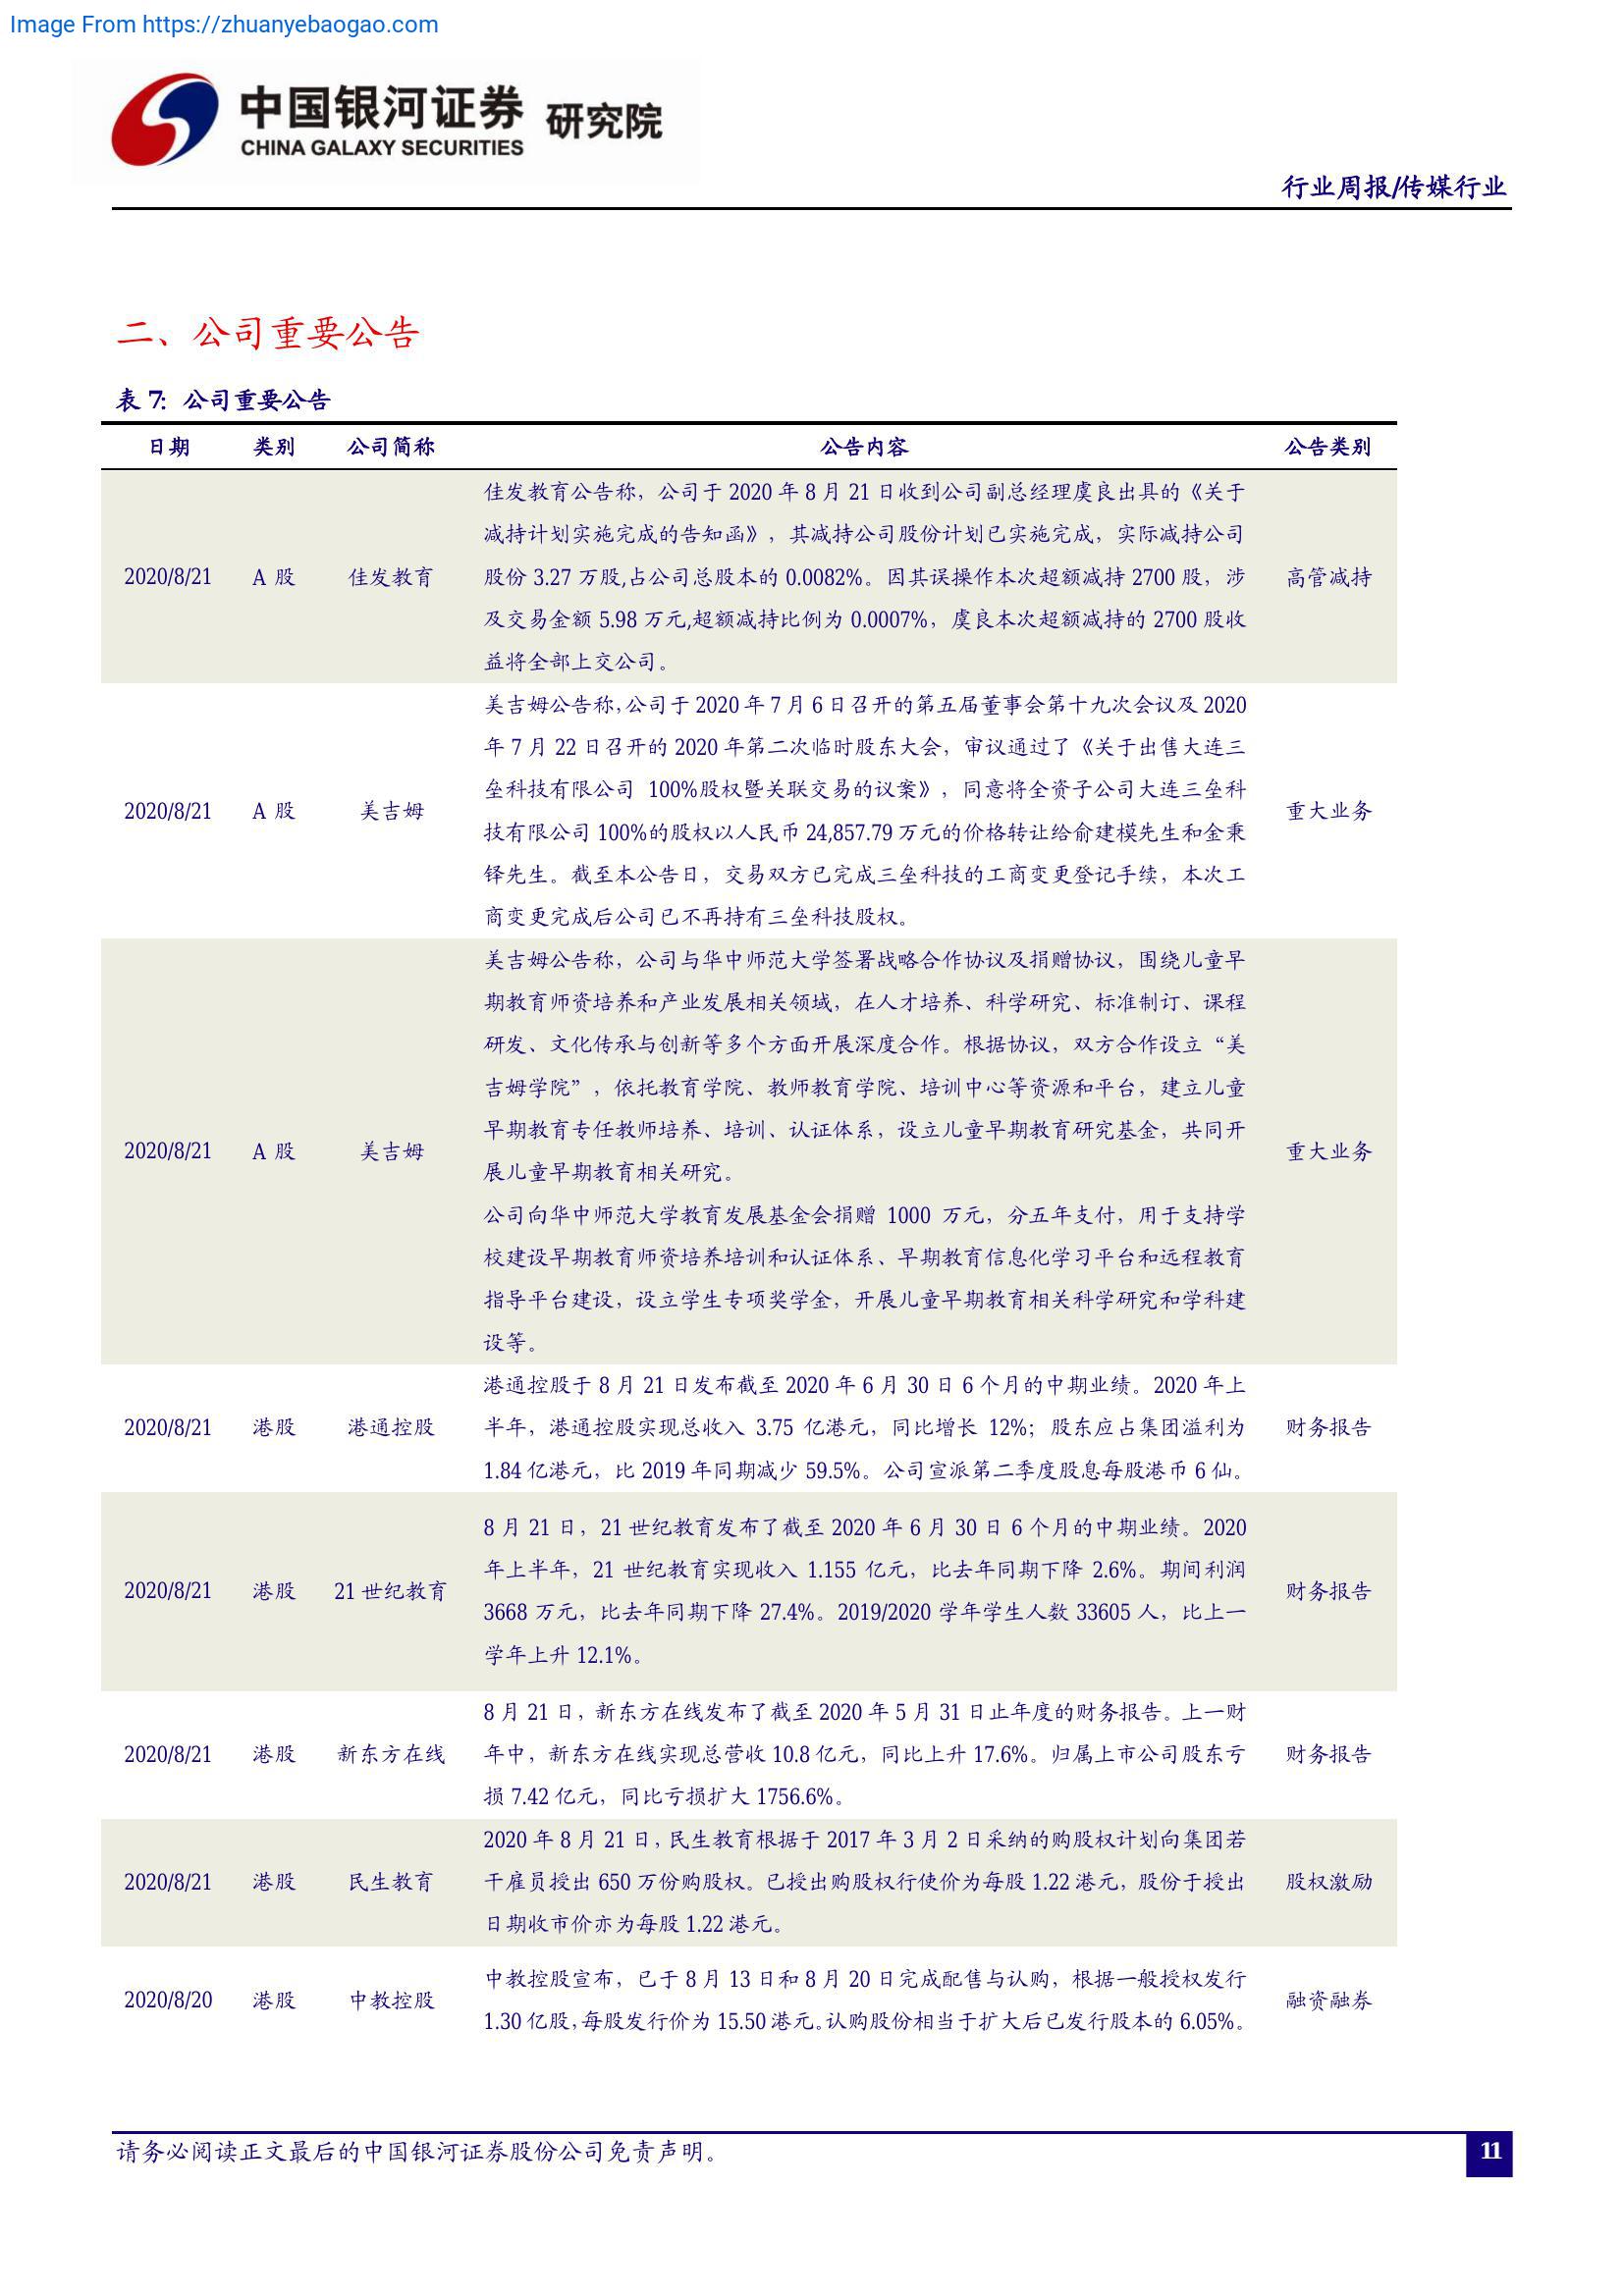 Image From https://zhuanyebaogao.com
中国银河证券 研究院
CHINA GALAXY SECURITIES
行业周报/传媒行业
二、公司重要公告
表 7: 公司重要公告
日期 类别 公司简称 公告内容 公告类别
佳发教育公告称，公司于 2020 年 8 月 21 日收到公司副总经理虞良出具的《关于
减持计划实施完成的告知函》，其减持公司股份计划已实施完成，实际减持公司
2020/8/21 A 股 佳发教育 股份 3.27 万股,占公司总股本的 0.0082%。因其误操作本次超额减持 2700 股，涉 高管减持
及交易金额 5.98 万元,超额减持比例为 0.0007%，虞良本次超额减持的 2700 股收
益将全部上交公司。
美吉姆公告称,公司于 2020 年 7 月 6 日召开的第五届董事会第十九次会议及 2020
年 7 月 22 日召开的 2020 年第二次临时股东大会，审议通过了《关于出售大连三
垒科技有限公司 100%股权暨关联交易的议案》，同意将全资子公司大连三垒科
2020/8/21 A 股 美吉姆 重大业务
技有限公司 100%的股权以人民币 24,857.79 万元的价格转让给俞建模先生和金秉
铎先生。截至本公告日，交易双方已完成三垒科技的工商变更登记手续，本次工
商变更完成后公司已不再持有三垒科技股权。
美吉姆公告称，公司与华中师范大学签署战略合作协议及捐赠协议，围绕儿童早
期教育师资培养和产业发展相关领域，在人才培养、科学研究、标准制订、课程
研发、文化传承与创新等多个方面开展深度合作。根据协议，双方合作设立“美
吉姆学院”，依托教育学院、教师教育学院、培训中心等资源和平台，建立儿童
早期教育专任教师培养、培训、认证体系，设立儿童早期教育研究基金，共同开
2020/8/21 A 股 美吉姆 重大业务
展儿童早期教育相关研究。
公司向华中师范大学教育发展基金会捐赠 1000 万元，分五年支付，用于支持学
校建设早期教育师资培养培训和认证体系、早期教育信息化学习平台和远程教育
指导平台建设，设立学生专项奖学金，开展儿童早期教育相关科学研究和学科建
设等。
港通控股于 8 月 21 日发布截至 2020 年 6 月 30 日 6 个月的中期业绩。2020 年上
2020/8/21 港股 港通控股 半年，港通控股实现总收入 3.75 亿港元，同比增长 12%；股东应占集团溢利为 财务报告
1.84 亿港元，比 2019 年同期减少 59.5%。公司宣派第二季度股息每股港币 6 仙。
8 月 21 日，21 世纪教育发布了截至 2020 年 6 月 30 日 6 个月的中期业绩。2020
年上半年，21 世纪教育实现收入 1.155 亿元，比去年同期下降 2.6%。期间利润
2020/8/21 港股 21 世纪教育 财务报告
3668 万元，比去年同期下降 27.4%。2019/2020 学年学生人数 33605 人，比上一
学年上升 12.1%。
8 月 21 日，新东方在线发布了截至 2020 年 5 月 31 日止年度的财务报告。上一财
2020/8/21 港股 新东方在线 年中，新东方在线实现总营收 10.8 亿元，同比上升 17.6%。归属上市公司股东亏 财务报告
损 7.42 亿元，同比亏损扩大 1756.6%。
2020 年 8 月 21 日，民生教育根据于 2017 年 3 月 2 日采纳的购股权计划向集团若
2020/8/21 港股 民生教育 干雇员授出 650 万份购股权。已授出购股权行使价为每股 1.22 港元，股份于授出 股权激励
日期收市价亦为每股 1.22 港元。
中教控股宣布，已于 8 月 13 日和 8 月 20 日完成配售与认购，根据一般授权发行
2020/8/20 港股 中教控股 融资融券
1.30 亿股，每股发行价为 15.50 港元。认购股份相当于扩大后已发行股本的 6.05%。
请务必阅读正文最后的中国银河证券股份公司免责声明。
11